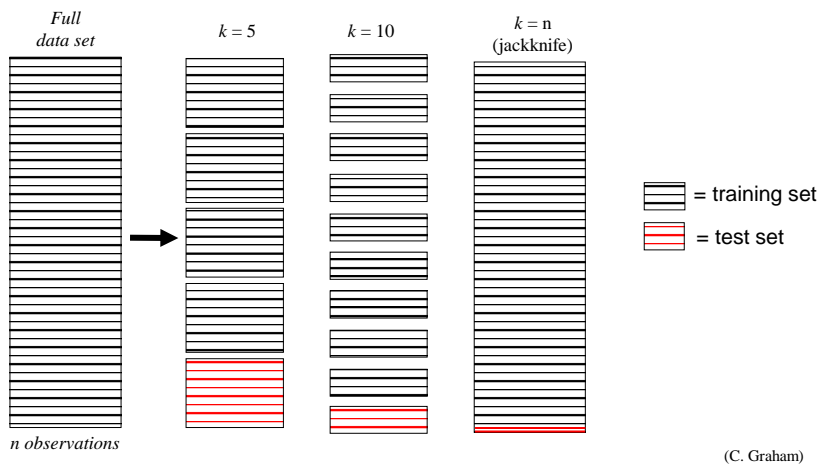 Full
data set
k = 5
k = 10
k = n
(jackknife)
= training set
= test set
n observations
(C. Graham)